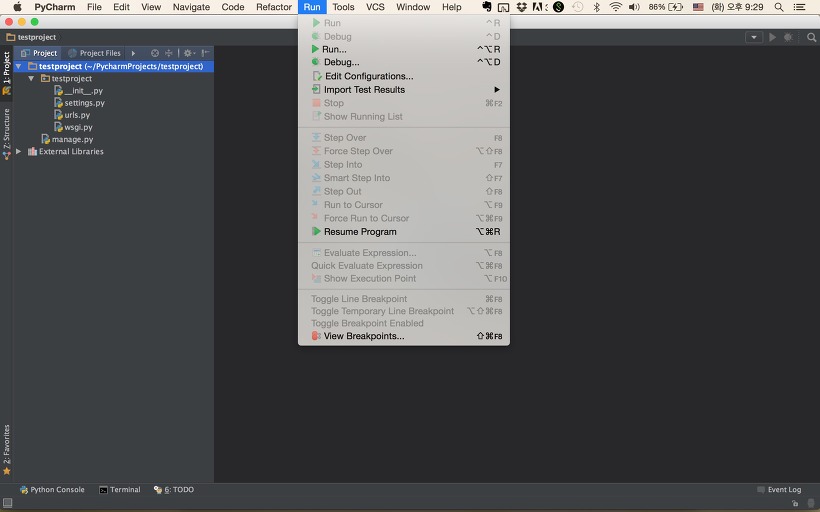 PyCharm File Edit View Navigate Code Refactor Run Tools VCS Window Help 86% (화) 오후 9:29
testproject
Project Project Files
1: Project
testproject (~/PycharmProjects/testproject)
testproject
__init__.py
settings.py
urls.py
wsgi.py
manage.py
External Libraries
Z: Structure
2: Favorites
Run ^R
Debug ^D
Run... ^⌥R
Debug... ^⌥D
Edit Configurations...
Import Test Results
Stop ⌘F2
Show Running List
Step Over F8
Force Step Over ⌥⇧F8
Step Into F7
Smart Step Into ⇧F7
Step Out ⇧F8
Run to Cursor ⌥F9
Force Run to Cursor ⌥⌘F9
Resume Program ⌥⌘R
Evaluate Expression... ⌥F8
Quick Evaluate Expression ⌥⌘F8
Show Execution Point ⌥F10
Toggle Line Breakpoint ⌘F8
Toggle Temporary Line Breakpoint ⌥⇧⌘F8
Toggle Breakpoint Enabled
View Breakpoints... ⇧⌘F8
Python Console Terminal 6: TODO Event Log